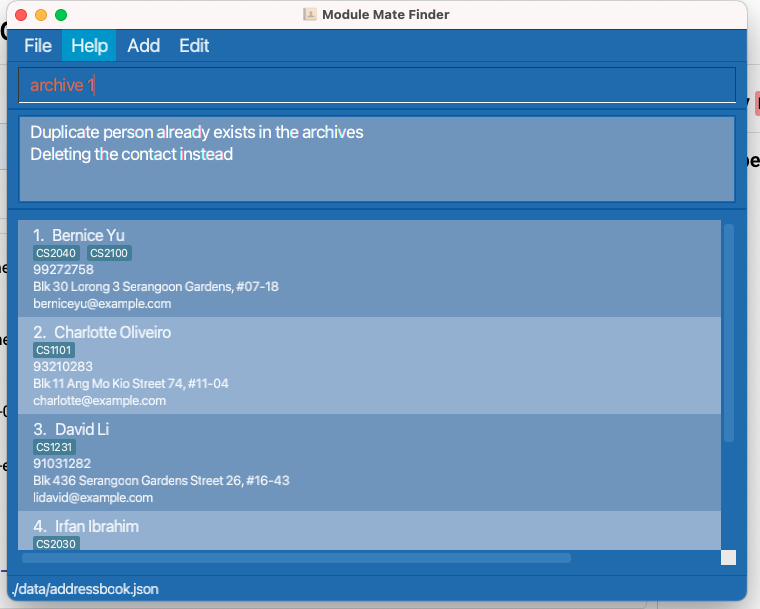 Module Mate Finder
File Help Add Edit
archive 1
Duplicate person already exists in the archives
Deleting the contact instead
1. Bernice Yu
CS2040 CS2100
99272758
Blk 30 Lorong 3 Serangoon Gardens, #07-18
berniceyu@example.com
2. Charlotte Oliveiro
CS1101
93210283
Blk 11 Ang Mo Kio Street 74, #11-04
charlotte@example.com
3. David Li
CS1231
91031282
Blk 436 Serangoon Gardens Street 26, #16-43
lidavid@example.com
4. Irfan Ibrahim
CS2030
./data/addressbook.json